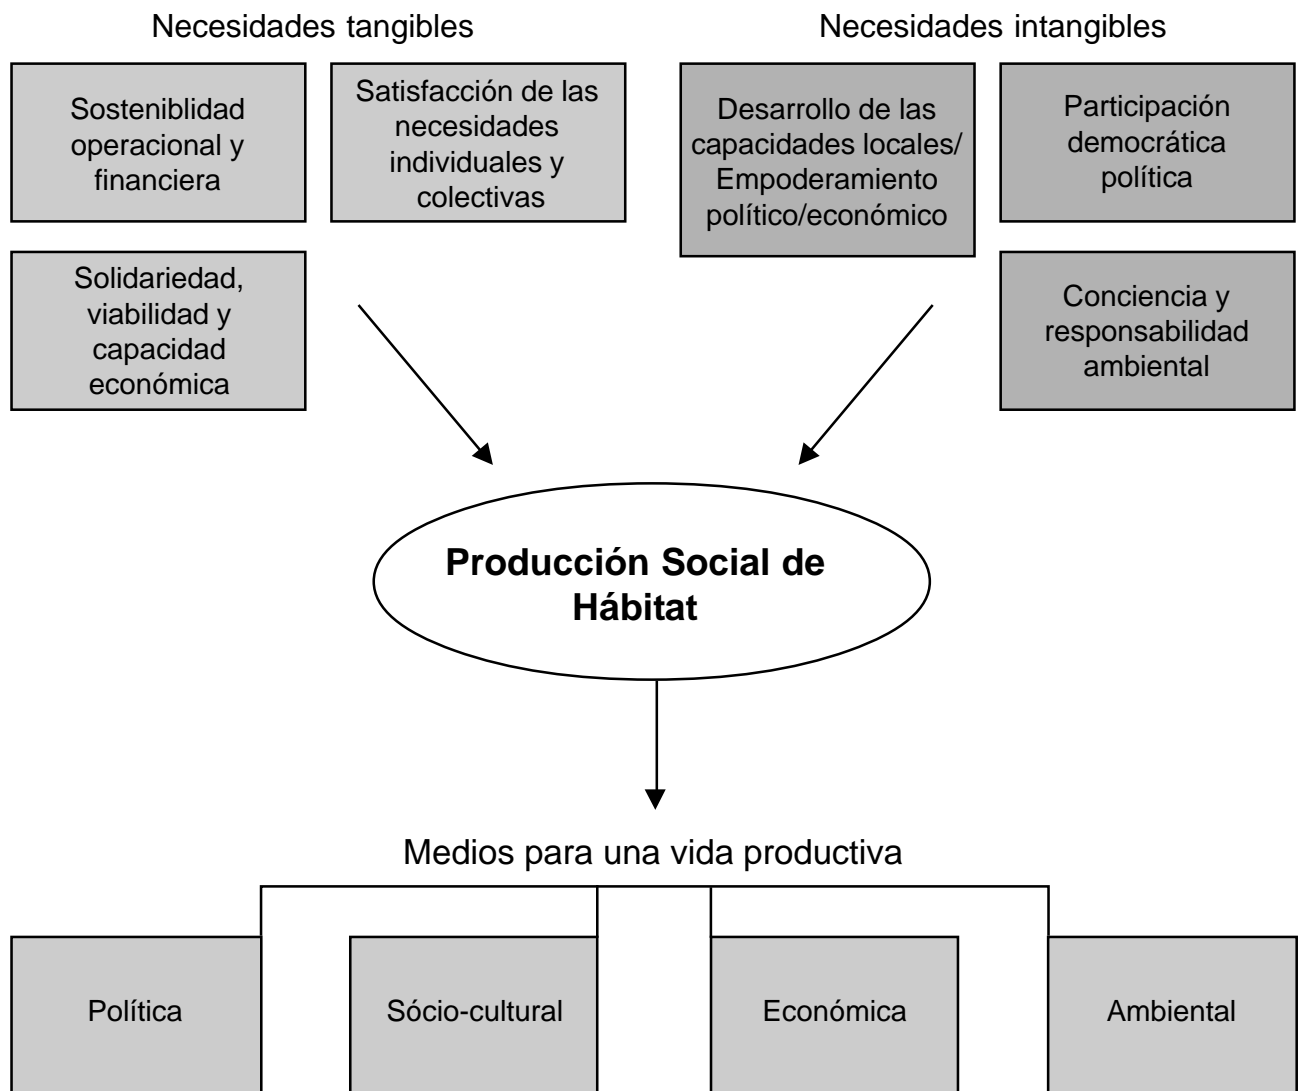 Necesidades tangibles
Necesidades intangibles
Sosteniblidad
operacional y
financiera
Satisfacción de las
necesidades
individuales y
colectivas
Desarrollo de las
capacidades locales/
Empoderamiento
político/económico
Participación
democrática
política
Solidariedad,
viabilidad y
capacidad
económica
Conciencia y
responsabilidad
ambiental
Producción Social de
Hábitat
Medios para una vida productiva
Política
Sócio-cultural
Económica
Ambiental